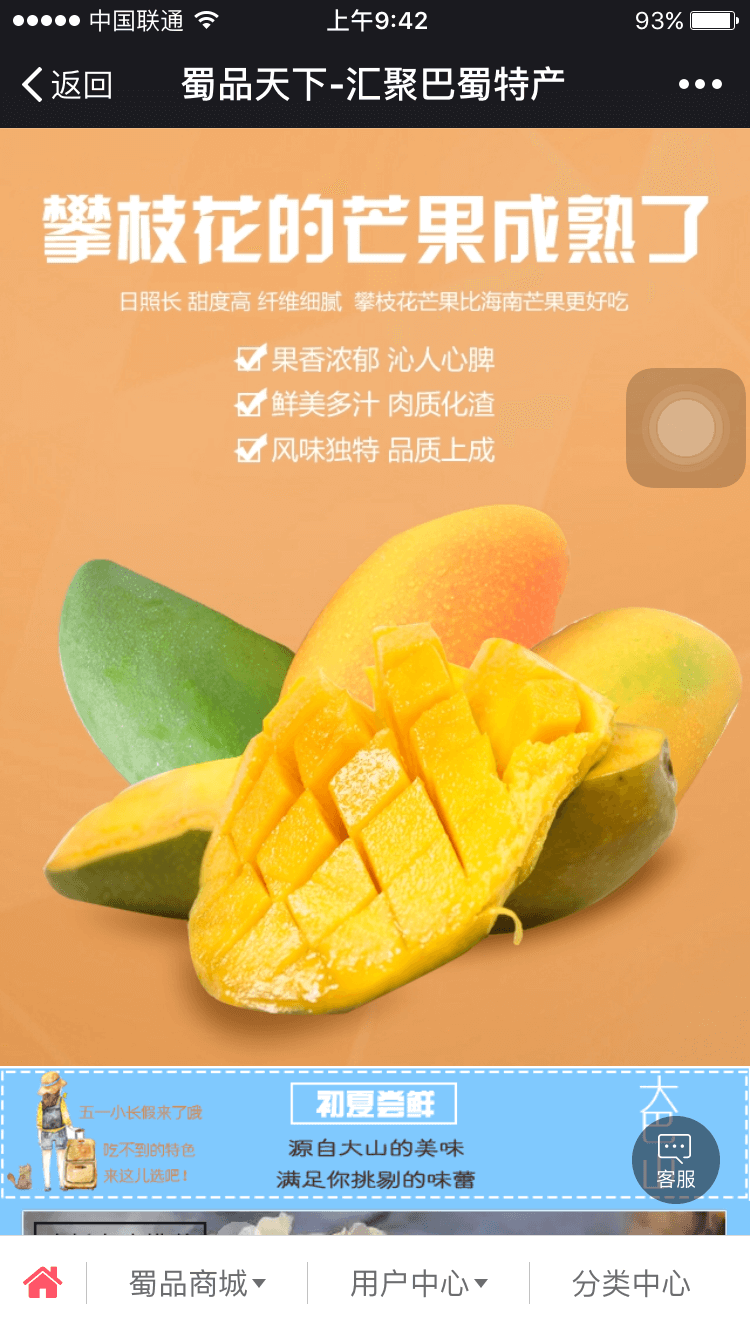 中国联通 上午9:42 93%
返回 蜀品天下-汇聚巴蜀特产
攀枝花的芒果成熟了
日照长 甜度高 纤维细腻 攀枝花芒果比海南芒果更好吃
果香浓郁 沁人心脾
鲜美多汁 肉质化渣
风味独特 品质上成
五一小长假来了哦
吃不到的特色
来这儿选吧!
初夏尝鲜
源自大山的美味
满足你挑剔的味蕾
大
巴
山
客服
蜀品商城 用户中心 分类中心